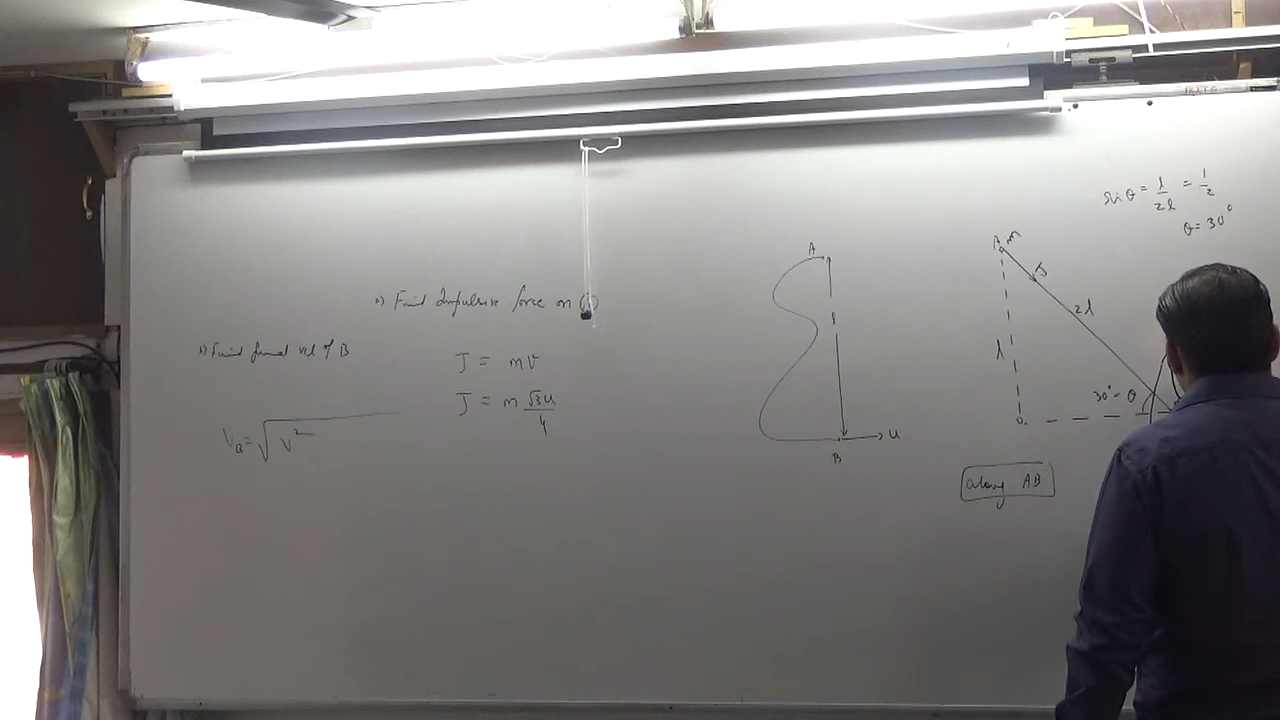 sin θ = l/2l = 1/2
θ = 30°
a) Find Impulsive force on
b) Find final vel of B
J = mv
J = m √3u/4
V_B = √v²
A
l
B
u
A m
J
2l
l
30° = θ
along AB